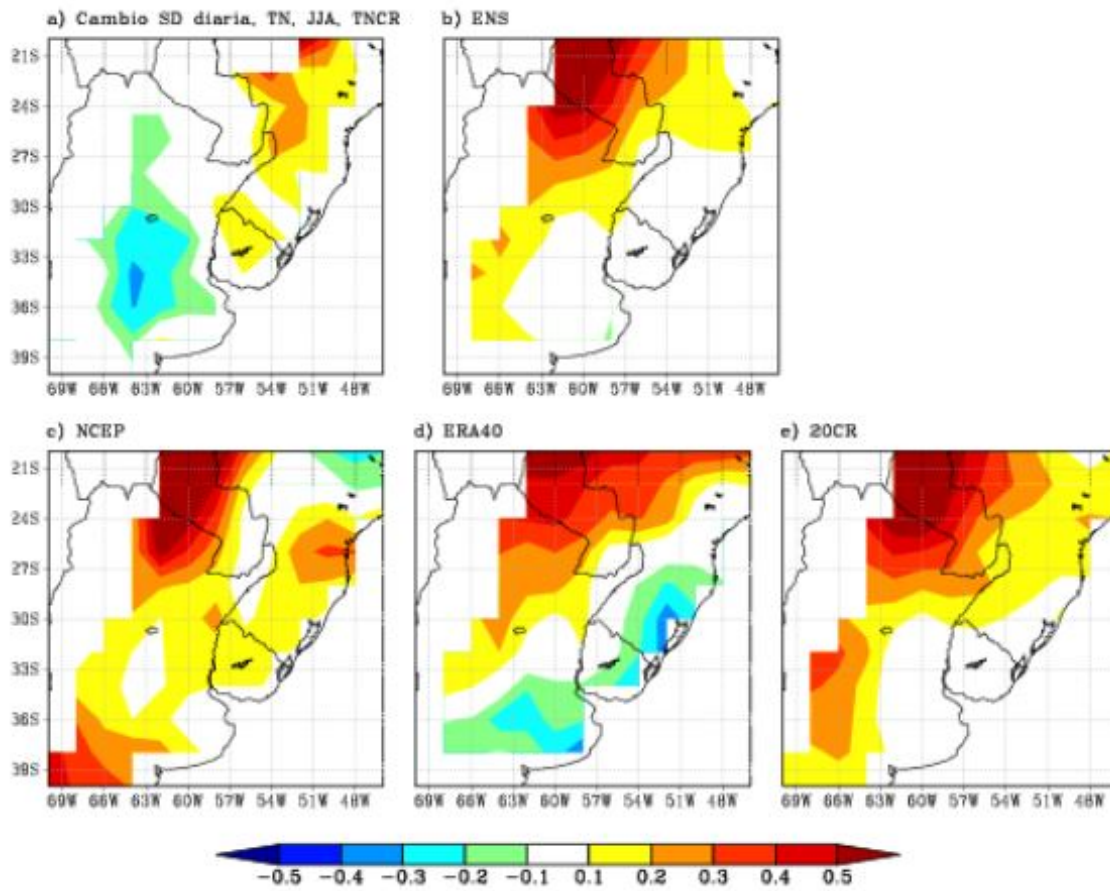 a) Cambio SD diaria, TN, JJA, TNCR
b) ENS
21S
24S
27S
30S
33S
36S
39S
69W 66W 63W 60W 57W 54W 51W 48W
69W 66W 63W 60W 57W 54W 51W 48W
c) NCEP
d) ERA40
e) 20CR
21S
24S
27S
30S
33S
36S
39S
69W 66W 63W 60W 57W 54W 51W 48W
69W 66W 63W 60W 57W 54W 51W 48W
69W 66W 63W 60W 57W 54W 51W 48W
-0.5 -0.4 -0.3 -0.2 -0.1 0.1 0.2 0.3 0.4 0.5